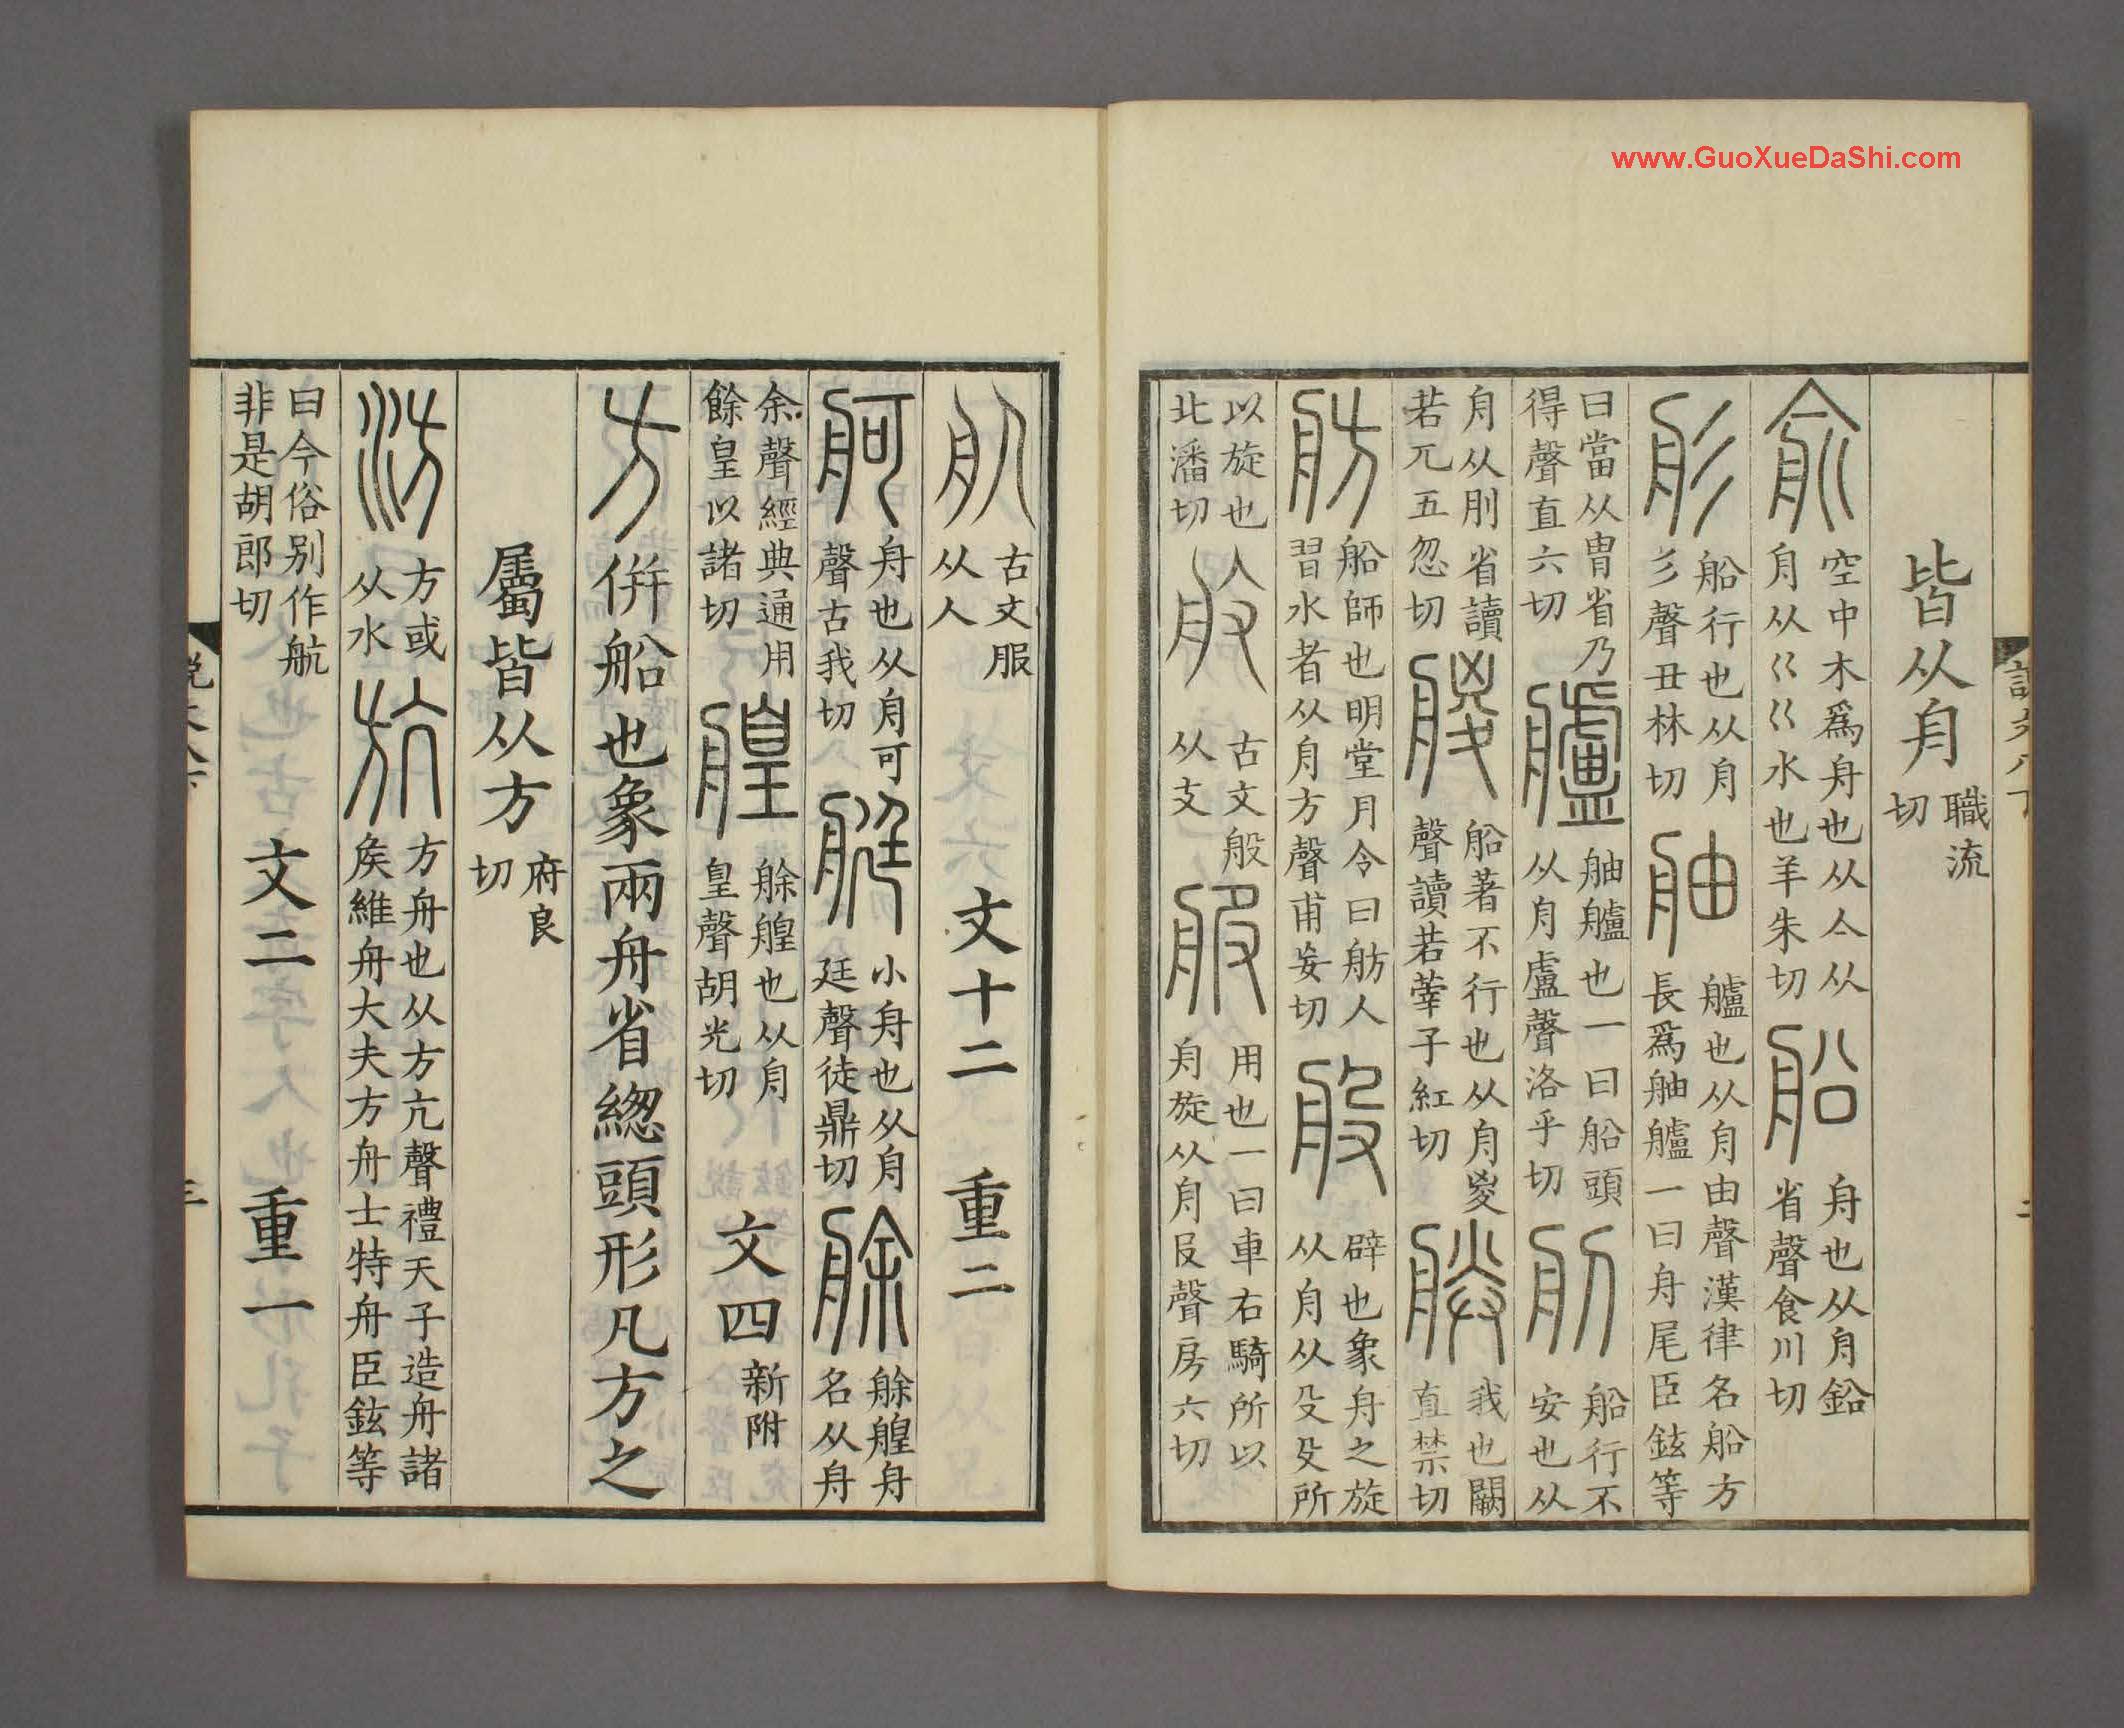 www.GuoXueDaShi.com
皆从舟職流切
俞空中木爲舟也从亼从舟从巜巜水也羊朱切船舟也从舟鉛省聲食川切
彤船行也从舟彡聲丑林切舳艫也从舟由聲漢律名船方長爲舳艫一曰舟尾臣鉉等
曰當从胄省乃得聲直六切艫舳艫也一曰船頭从舟盧聲洛乎切𦨉船行不安也从
舟从刖省讀若兀五忽切艐船著不行也从舟㚇聲讀若䔖子紅切朕我也闕直禁切
舫船師也明堂月令曰舫人習水者从舟方聲甫妄切般辟也象舟之旋从舟从殳殳所
以旋也北潘切古文般从支服用也一曰車右騎所以舟旋从舟𠬝聲房六切
古文服从人文十二重二
舸舟也从舟可聲古我切艇小舟也从舟廷聲徒鼎切艅艅艎舟名从舟
余聲經典通用餘皇以諸切艎艅艎也从舟皇聲胡光切文四新附
方併船也象兩舟省緫頭形凡方之
屬皆从方府良切
汸方或从水㫄方舟也从方亢聲禮天子造舟諸矦維舟大夫方舟士特舟臣鉉等
曰今俗别作航非是胡郎切文二重一